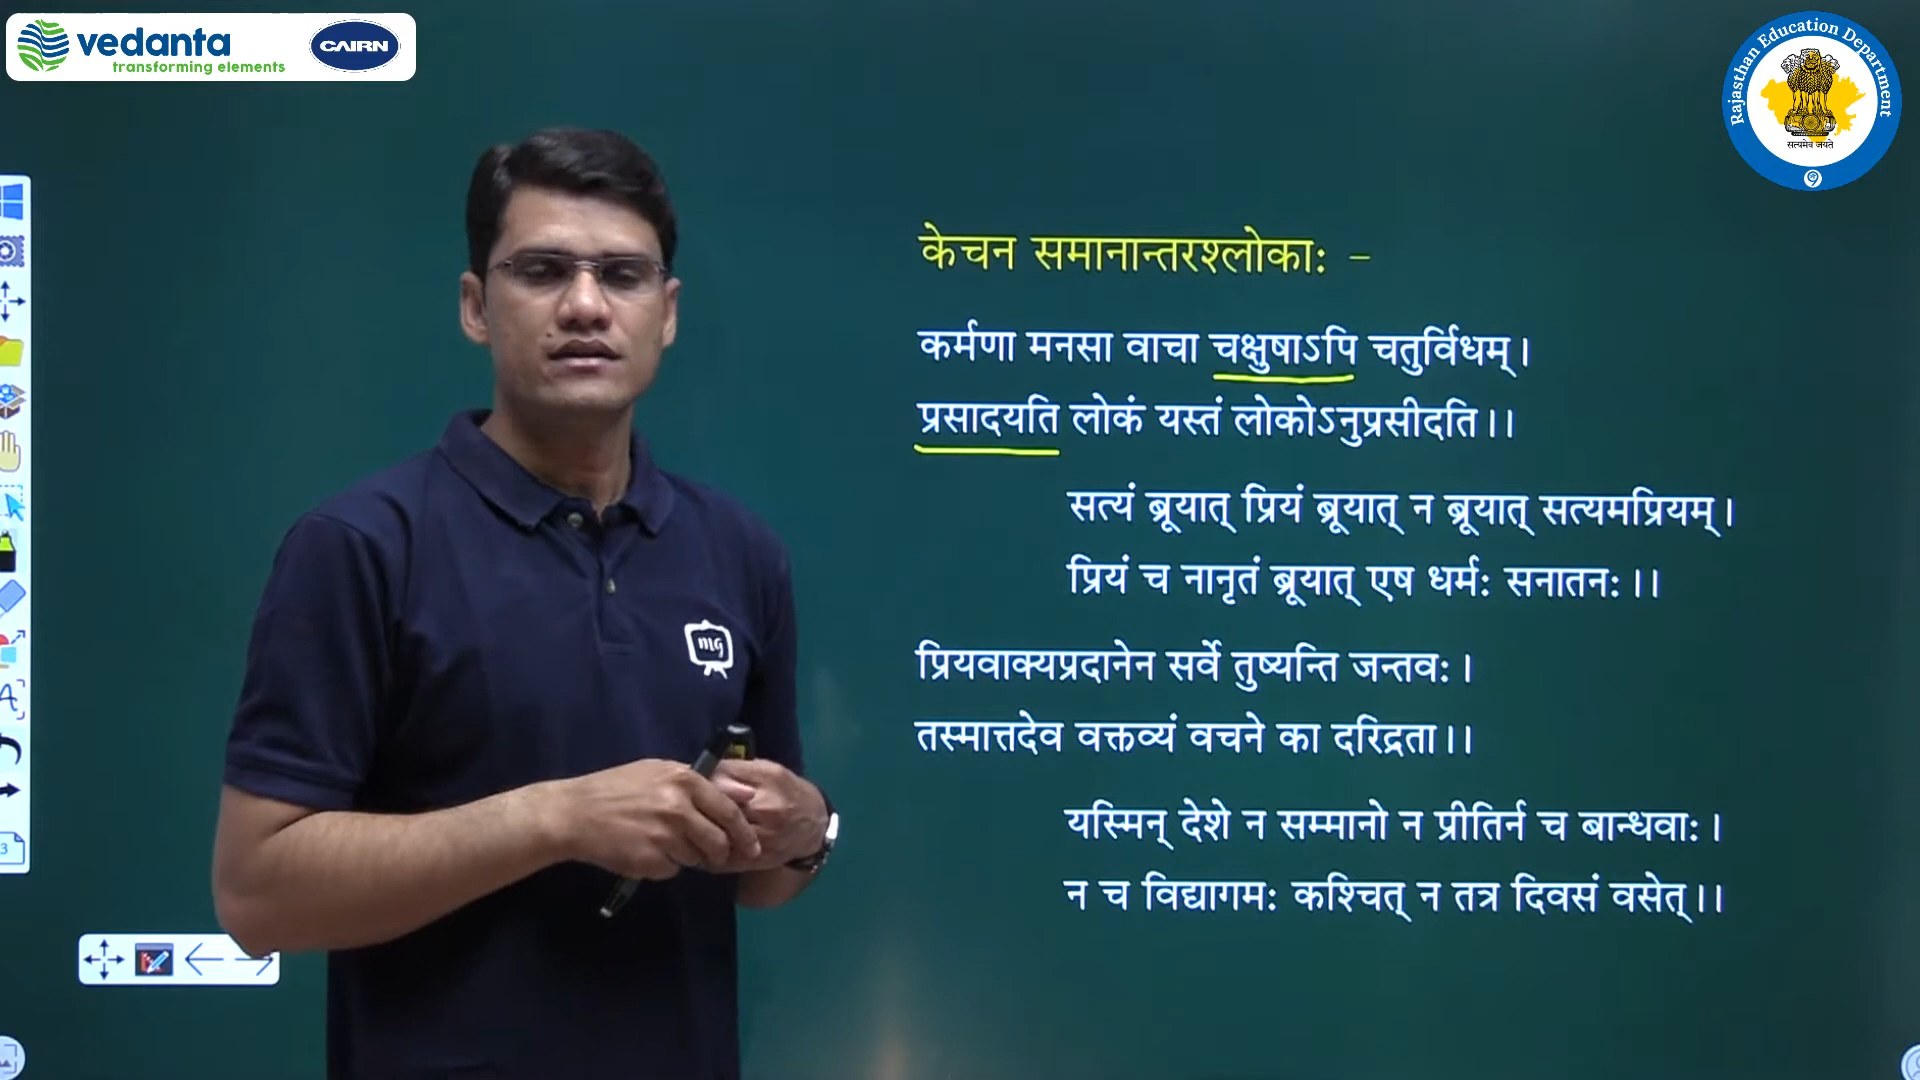 vedanta
transforming elements
CAIRN
Rajasthan Education Department
सत्यमेव जयते
केचन समानान्तरश्लोकाः –
कर्मणा मनसा वाचा चक्षुषाऽपि चतुर्विधम्।
प्रसादयति लोकं यस्तं लोकोऽनुप्रसीदति।।
सत्यं ब्रूयात् प्रियं ब्रूयात् न ब्रूयात् सत्यमप्रियम्।
प्रियं च नानृतं ब्रूयात् एष धर्मः सनातनः।।
प्रियवाक्यप्रदानेन सर्वे तुष्यन्ति जन्तवः।
तस्मात्तदेव वक्तव्यं वचने का दरिद्रता।।
यस्मिन् देशे न सम्मानो न प्रीतिर्न च बान्धवाः।
न च विद्यागमः कश्चित् न तत्र दिवसं वसेत्।।
mg
3